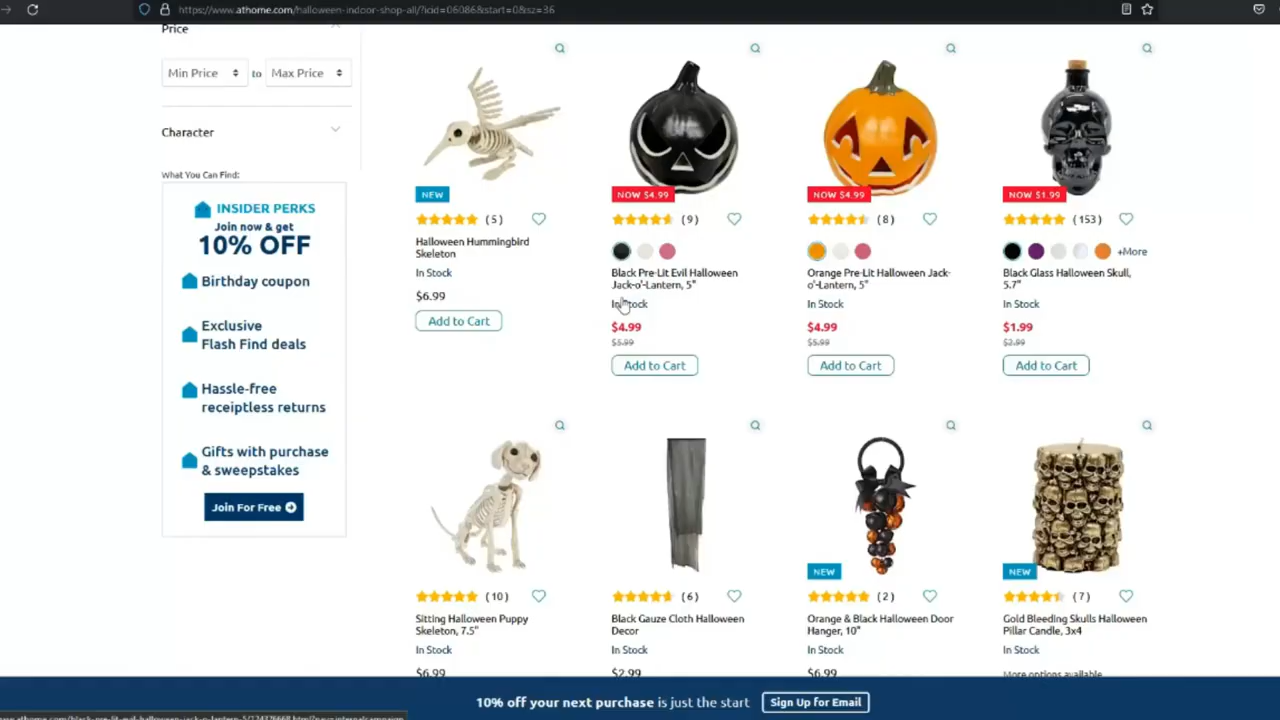 https://www.athome.com/halloween-indoor-shop-all/?icid=06086&start=0&sz=36
Price
Min Price to Max Price
Character
What You Can Find:
INSIDER PERKS
Join now & get
10% OFF
Birthday coupon
Exclusive
Flash Find deals
Hassle-free
receiptless returns
Gifts with purchase
& sweepstakes
Join For Free
NEW
(5)
Halloween Hummingbird
Skeleton
In Stock
$6.99
Add to Cart
NOW $4.99
(9)
Black Pre-Lit Evil Halloween
Jack-o'-Lantern, 5"
In Stock
$4.99
$5.99
Add to Cart
NOW $4.99
(8)
Orange Pre-Lit Halloween Jack-
o'-Lantern, 5"
In Stock
$4.99
$5.99
Add to Cart
NOW $1.99
(153)
+More
Black Glass Halloween Skull,
5.7"
In Stock
$1.99
$2.99
Add to Cart
(10)
Sitting Halloween Puppy
Skeleton, 7.5"
In Stock
$6.99
(6)
Black Gauze Cloth Halloween
Decor
In Stock
$2.99
NEW
(2)
Orange & Black Halloween Door
Hanger, 10"
In Stock
$6.99
NEW
(7)
Gold Bleeding Skulls Halloween
Pillar Candle, 3x4
In Stock
More options available
10% off your next purchase is just the start Sign Up for Email